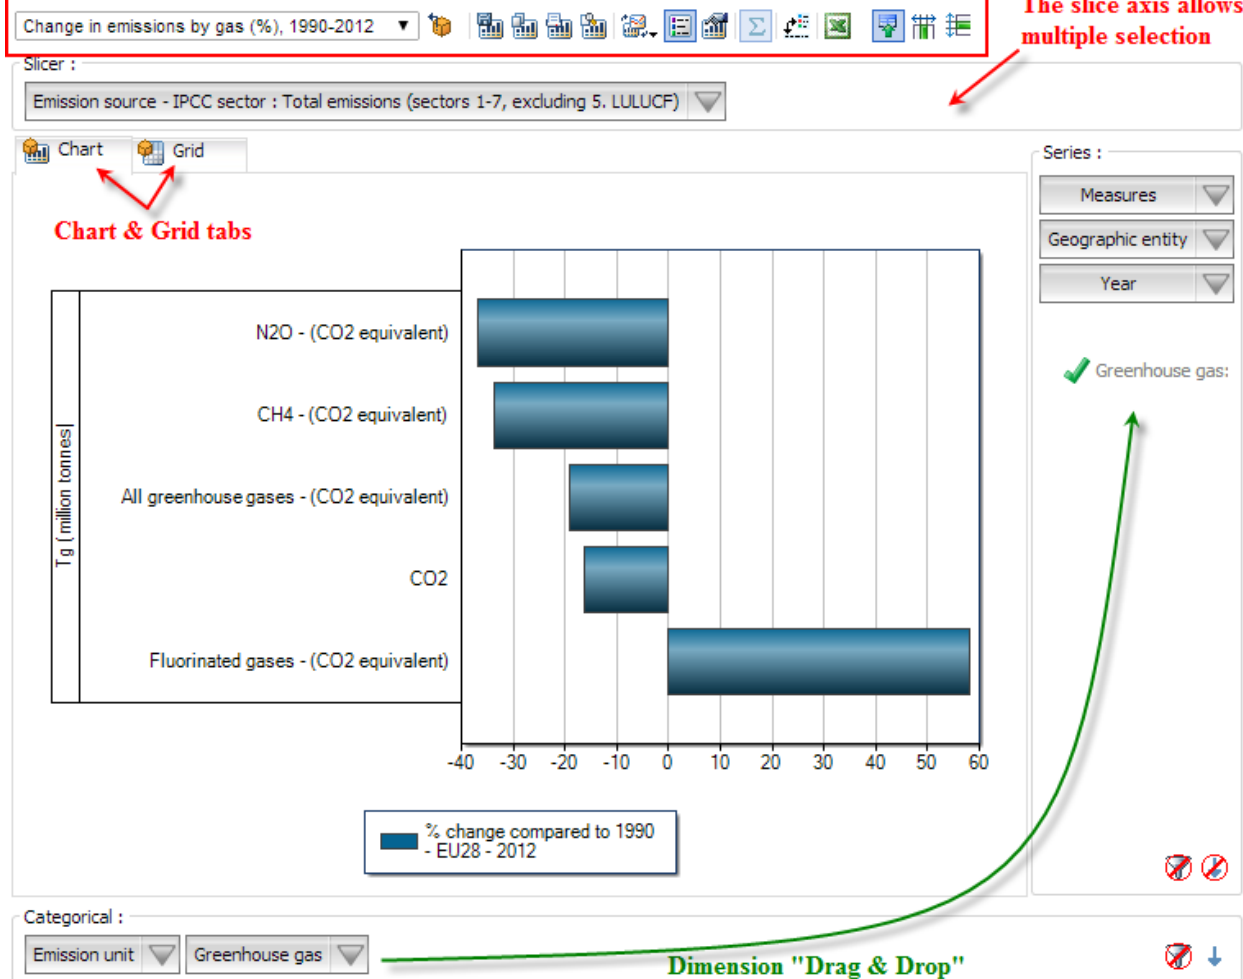 The slice axis allows
multiple selection
Change in emissions by gas (%), 1990-2012
Σ
Slicer :
Emission source - IPCC sector : Total emissions (sectors 1-7, excluding 5. LULUCF)
Chart
Grid
Chart & Grid tabs
Series :
Measures
Geographic entity
Year
Greenhouse gas:
Tg (million tonnes)
N2O - (CO2 equivalent)
CH4 - (CO2 equivalent)
All greenhouse gases - (CO2 equivalent)
CO2
Fluorinated gases - (CO2 equivalent)
-40 -30 -20 -10 0 10 20 30 40 50 60
% change compared to 1990
- EU28 - 2012
Categorical :
Emission unit
Greenhouse gas
Dimension "Drag & Drop"